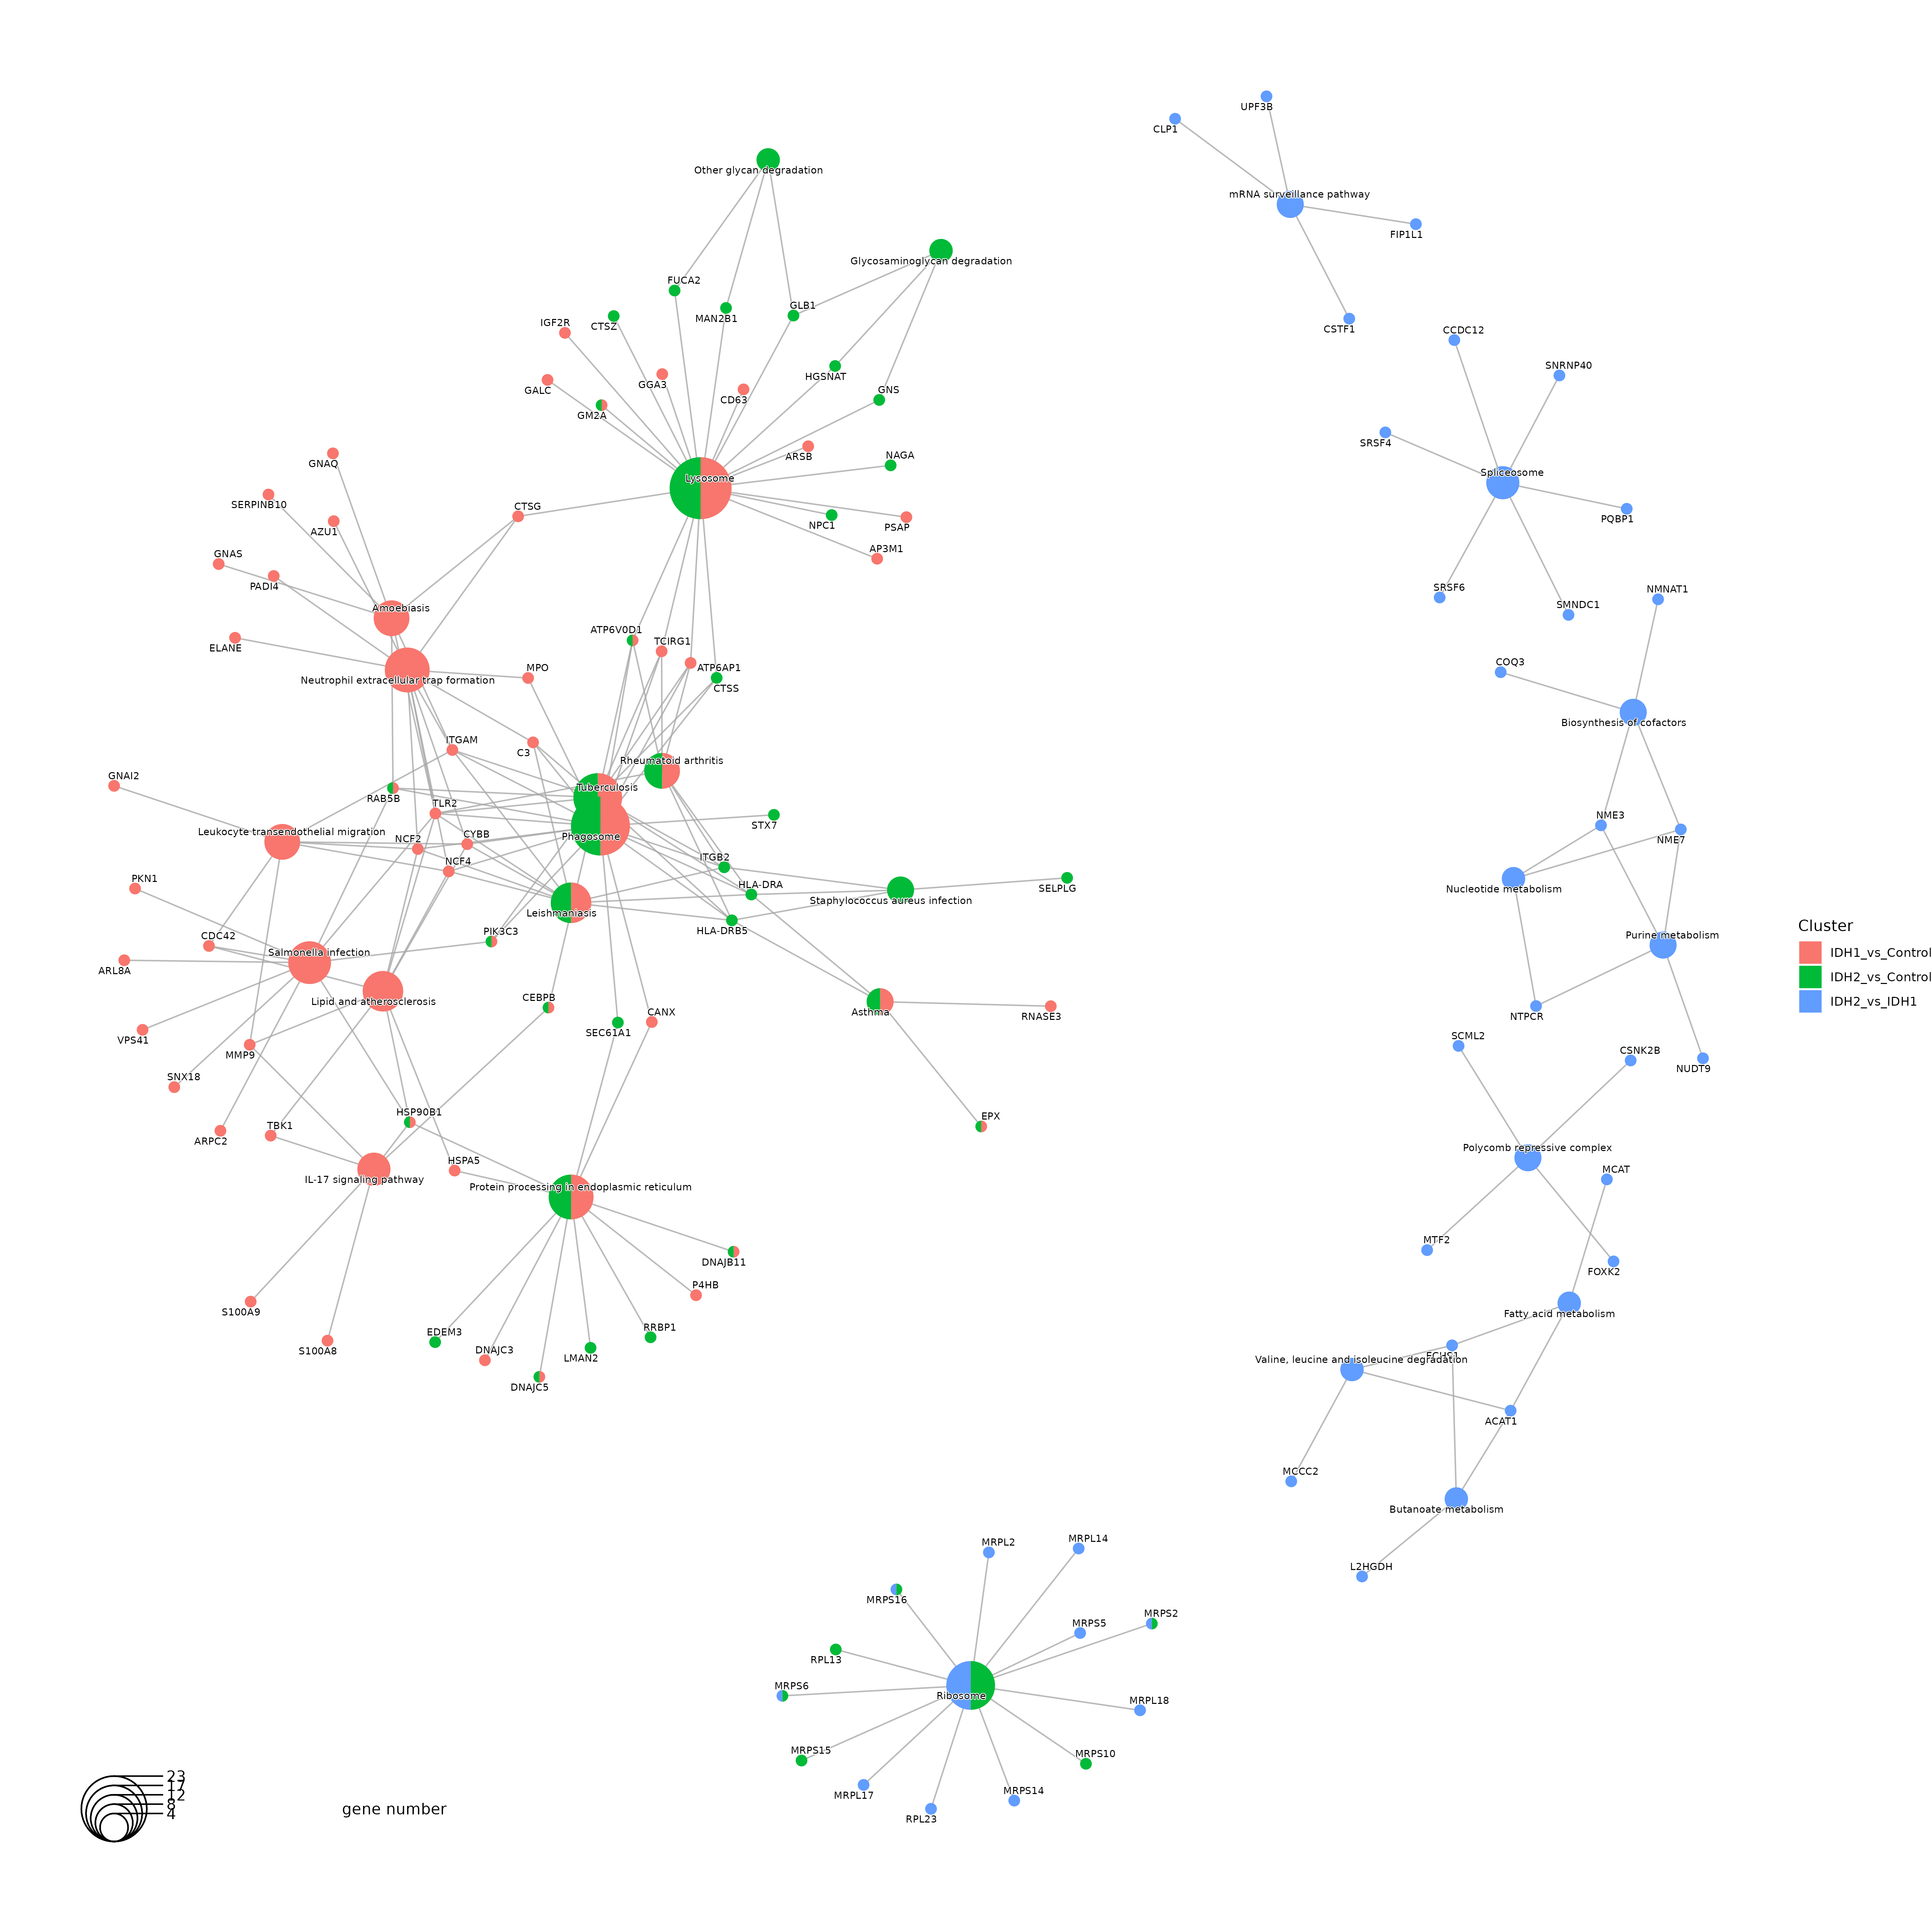 UPF3B
CLP1
mRNA surveillance pathway
FIP1L1
CSTF1
Other glycan degradation
Glycosaminoglycan degradation
FUCA2
MAN2B1
GLB1
IGF2R
CTSZ
GALC
GGA3
CD63
HGSNAT
GNS
GM2A
ARSB
NAGA
Lysosome
NPC1
PSAP
AP3M1
CTSG
GNAQ
SERPINB10
AZU1
GNAS
PADI4
Amoebiasis
ELANE
Neutrophil extracellular trap formation
MPO
ATP6V0D1
TCIRG1
ATP6AP1
CTSS
CCDC12
SNRNP40
SRSF4
Spliceosome
PQBP1
SRSF6
SMNDC1
NMNAT1
COQ3
Biosynthesis of cofactors
ITGAM
C3
Rheumatoid arthritis
Tuberculosis
Phagosome
GNAI2
RAB5B
TLR2
Leukocyte transendothelial migration
NCF2
CYBB
NCF4
STX7
ITGB2
HLA-DRA
SELPLG
Staphylococcus aureus infection
Leishmaniasis
HLA-DRB5
PIK3C3
PKN1
CDC42
Salmonella infection
ARL8A
Lipid and atherosclerosis
CEBPB
SEC61A1
CANX
Asthma
RNASE3
EPX
VPS41
MMP9
SNX18
HSP90B1
TBK1
ARPC2
IL-17 signaling pathway
HSPA5
Protein processing in endoplasmic reticulum
NME3
NME7
Nucleotide metabolism
Purine metabolism
NTPCR
NUDT9
SCML2
CSNK2B
Polycomb repressive complex
MCAT
MTF2
FOXK2
Fatty acid metabolism
ECHS1
Valine, leucine and isoleucine degradation
ACAT1
MCCC2
Butanoate metabolism
L2HGDH
DNAJB11
P4HB
RRBP1
LMAN2
DNAJC5
DNAJC3
EDEM3
S100A9
S100A8
MRPL2
MRPL14
MRPS16
MRPS5
MRPS2
RPL13
MRPS6
Ribosome
MRPL18
MRPS15
MRPS10
MRPL17
MRPS14
RPL23
Cluster
IDH1_vs_Control
IDH2_vs_Control
IDH2_vs_IDH1
23
17
12
8
4
gene number